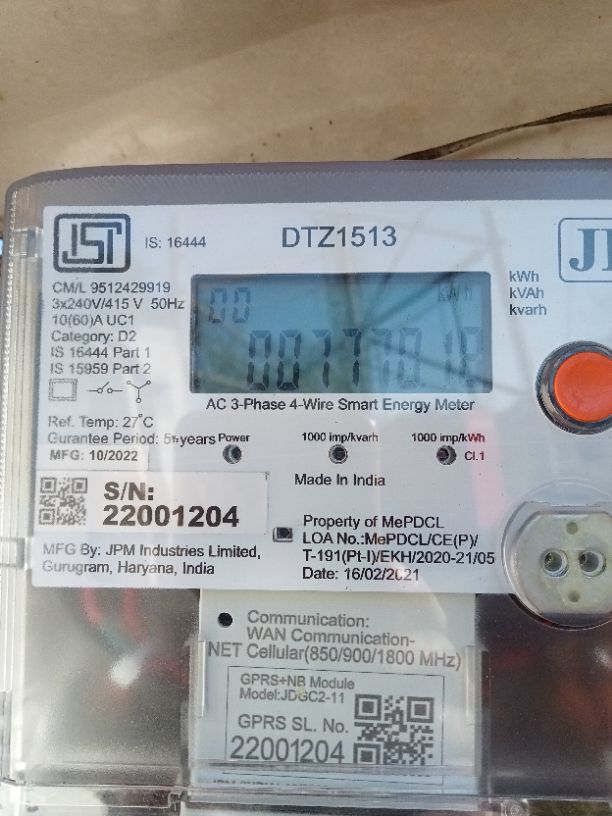 IS: 16444
DTZ1513
CM/L 9512429919
3x240V/415 V 50Hz
10(60)A UC1
Category: D2
IS 16444 Part 1
IS 15959 Part 2
00
kWh
kWh
kVAh
kvarh
AC 3-Phase 4-Wire Smart Energy Meter
Ref. Temp: 27°C
Gurantee Period: 5½years
MFG: 10/2022
Power
1000 imp/kvarh
1000 imp/kWh
Cl.1
Made In India
S/N:
22001204
MFG By: JPM Industries Limited,
Gurugram, Haryana, India
Property of MePDCL
LOA No.:MePDCL/CE(P)/
T-191(Pt-I)/EKH/2020-21/05
Date: 16/02/2021
Communication:
WAN Communication-
NET Cellular(850/900/1800 MHz)
GPRS+NB Module
Model:JDGC2-11
GPRS SL. No.
22001204